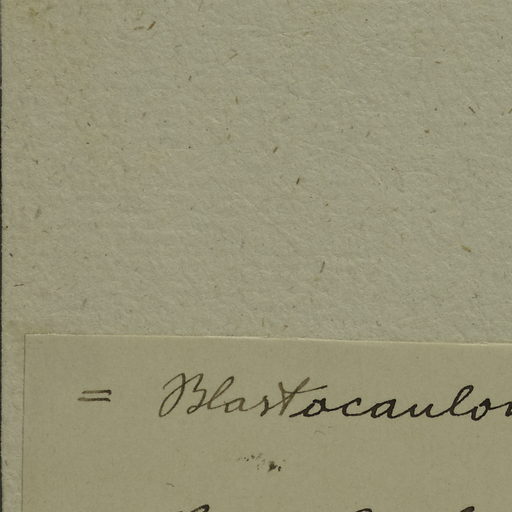 = Blastocaulon